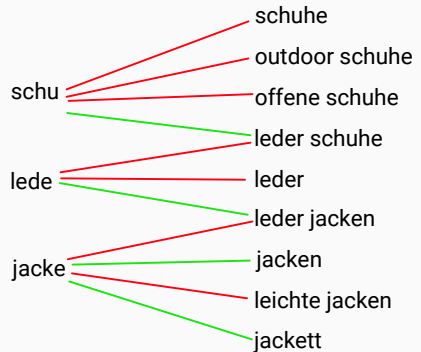 schu
lede
jacke
schuhe
outdoor schuhe
offene schuhe
leder schuhe
leder
leder jacken
jacken
leichte jacken
jackett